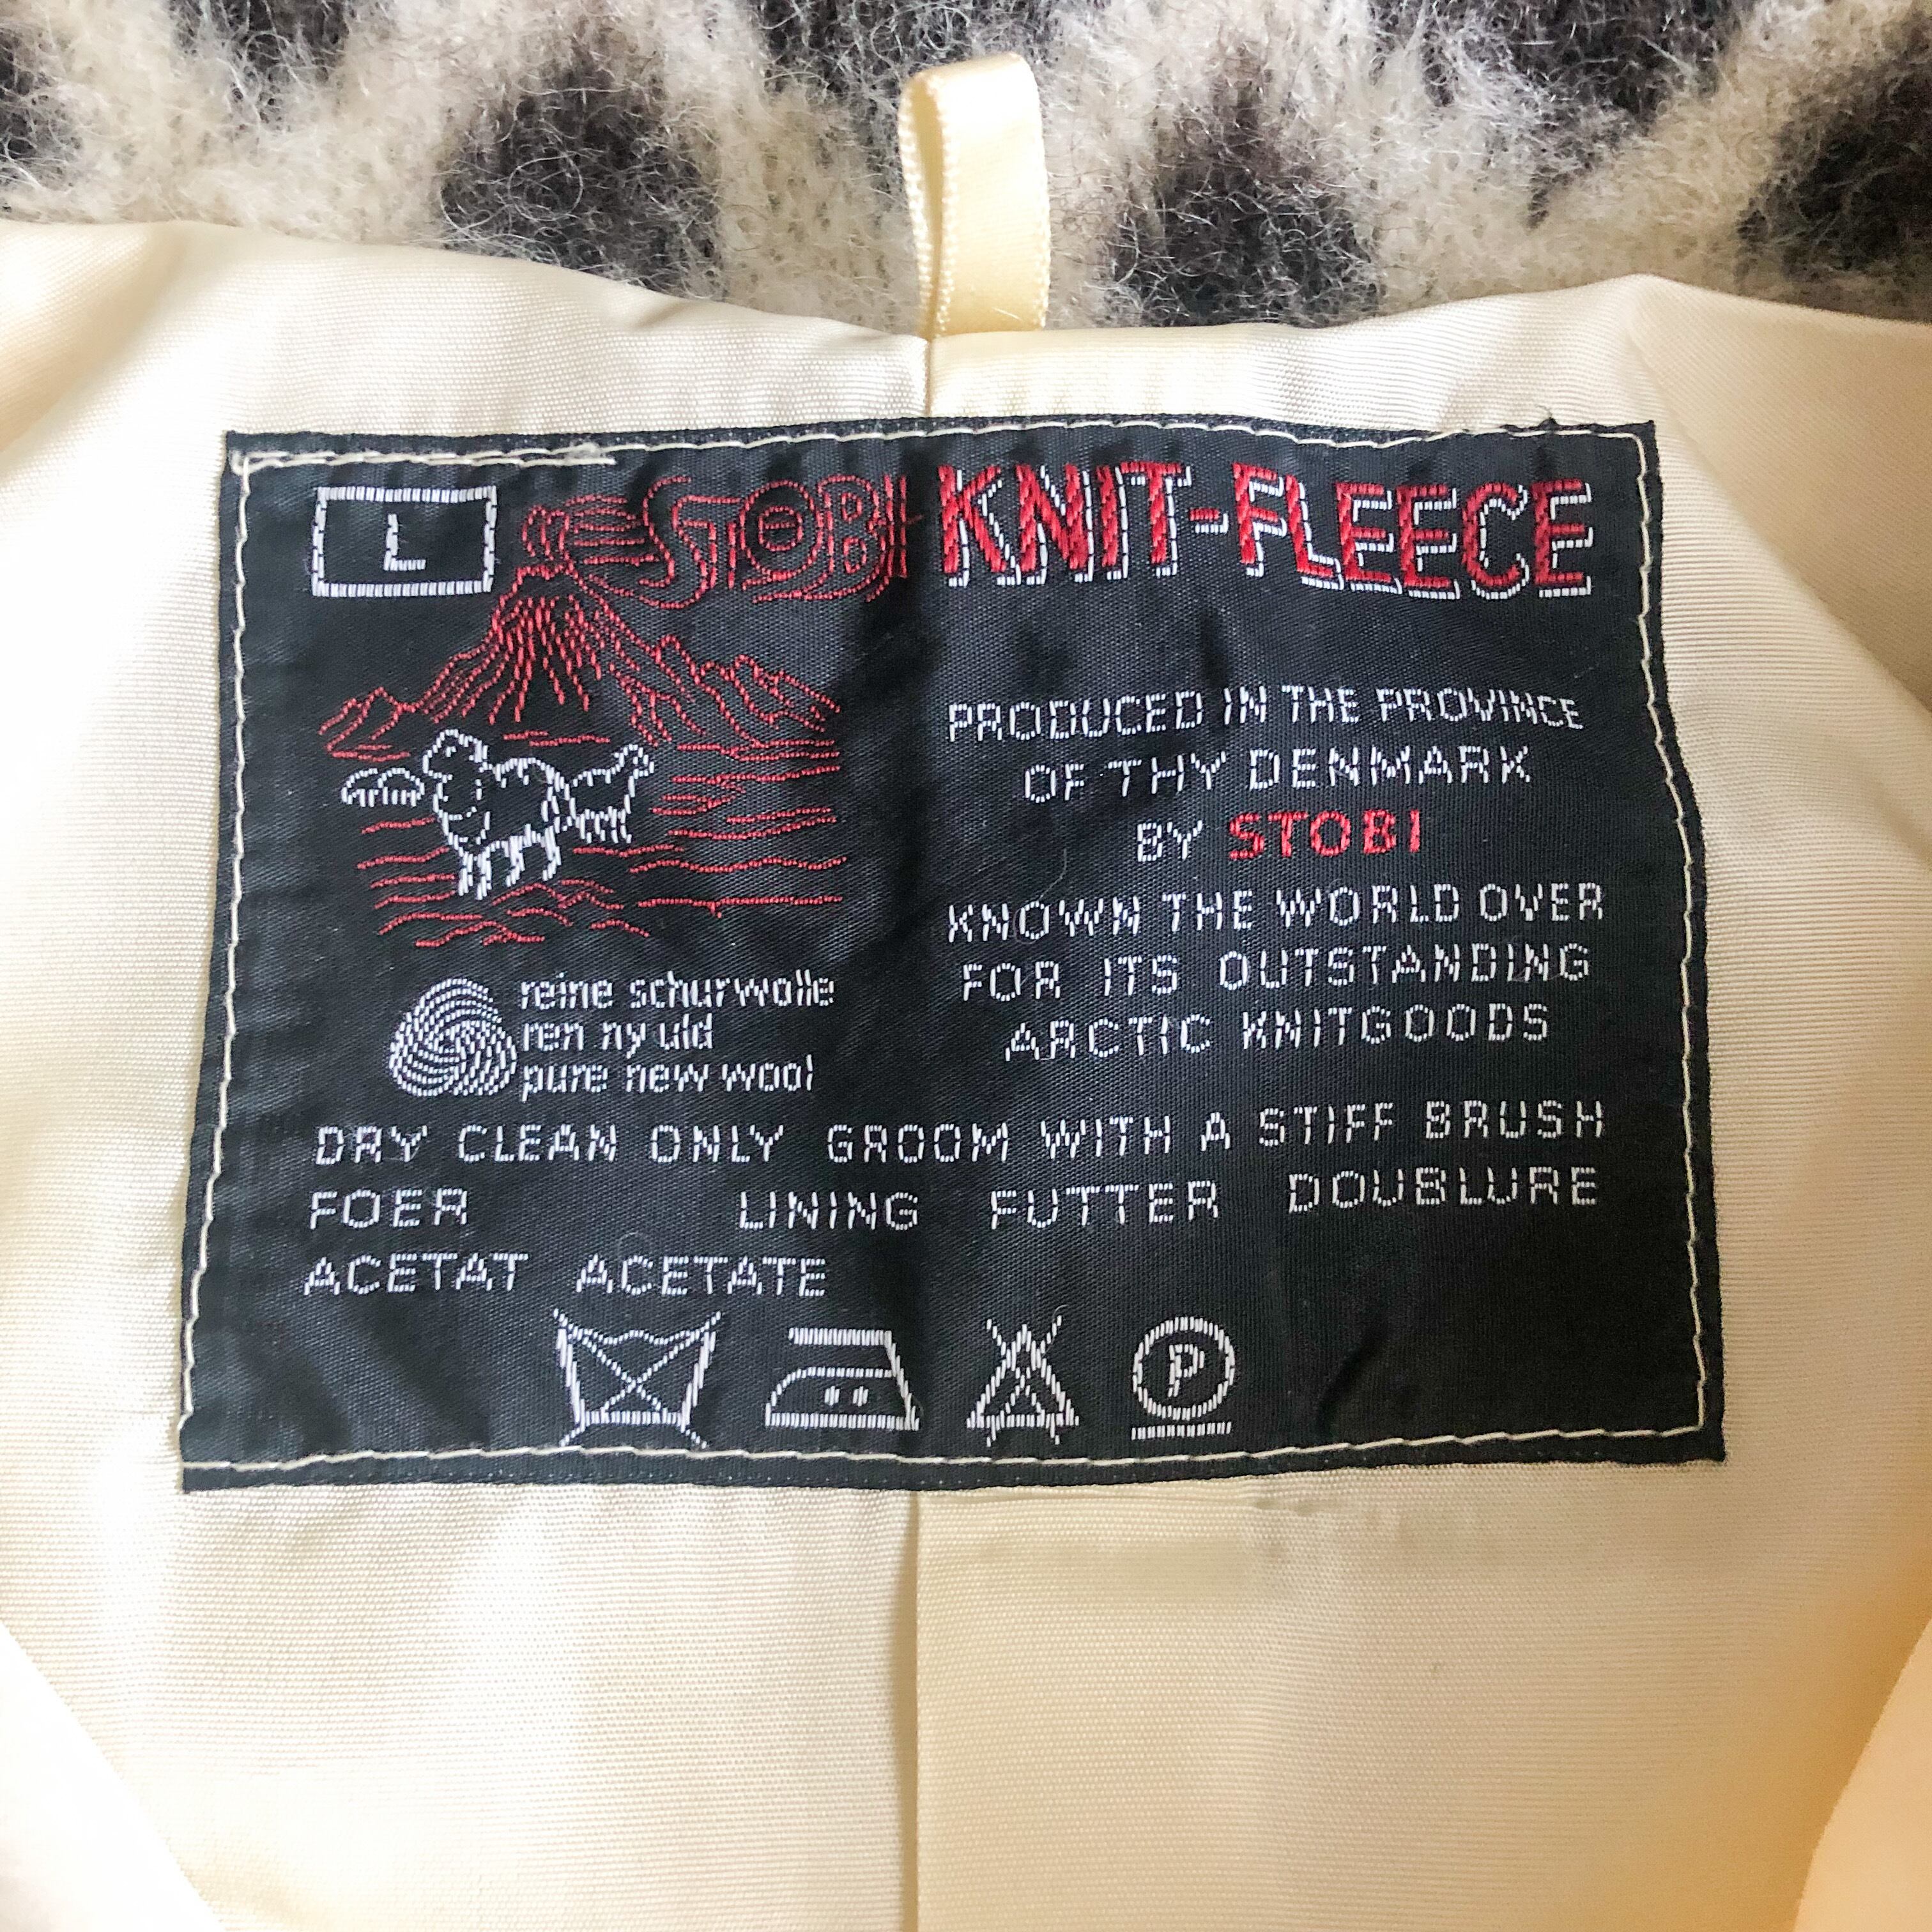 L
STOBI KNIT-FLEECE
PRODUCED IN THE PROVINCE
OF THY DENMARK
BY STOBI
KNOWN THE WORLD OVER
FOR ITS OUTSTANDING
ARCTIC KNITGOODS
reine schurwolle
ren ny uld
pure new wool
DRY CLEAN ONLY GROOM WITH A STIFF BRUSH
FOER LINING FUTTER DOUBLURE
ACETAT ACETATE
P